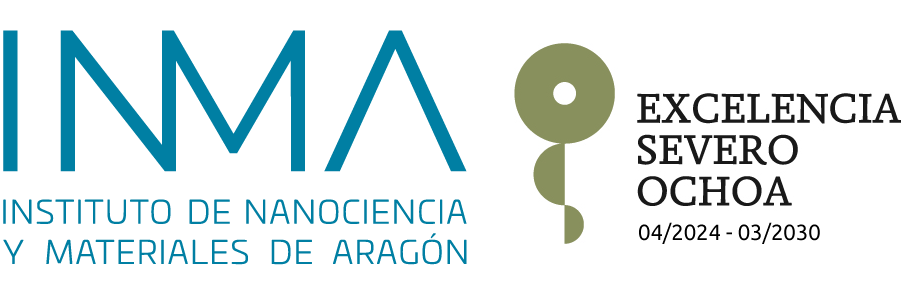 INMA
INSTITUTO DE NANOCIENCIA
Y MATERIALES DE ARAGÓN
EXCELENCIA
SEVERO
OCHOA
04/2024 - 03/2030